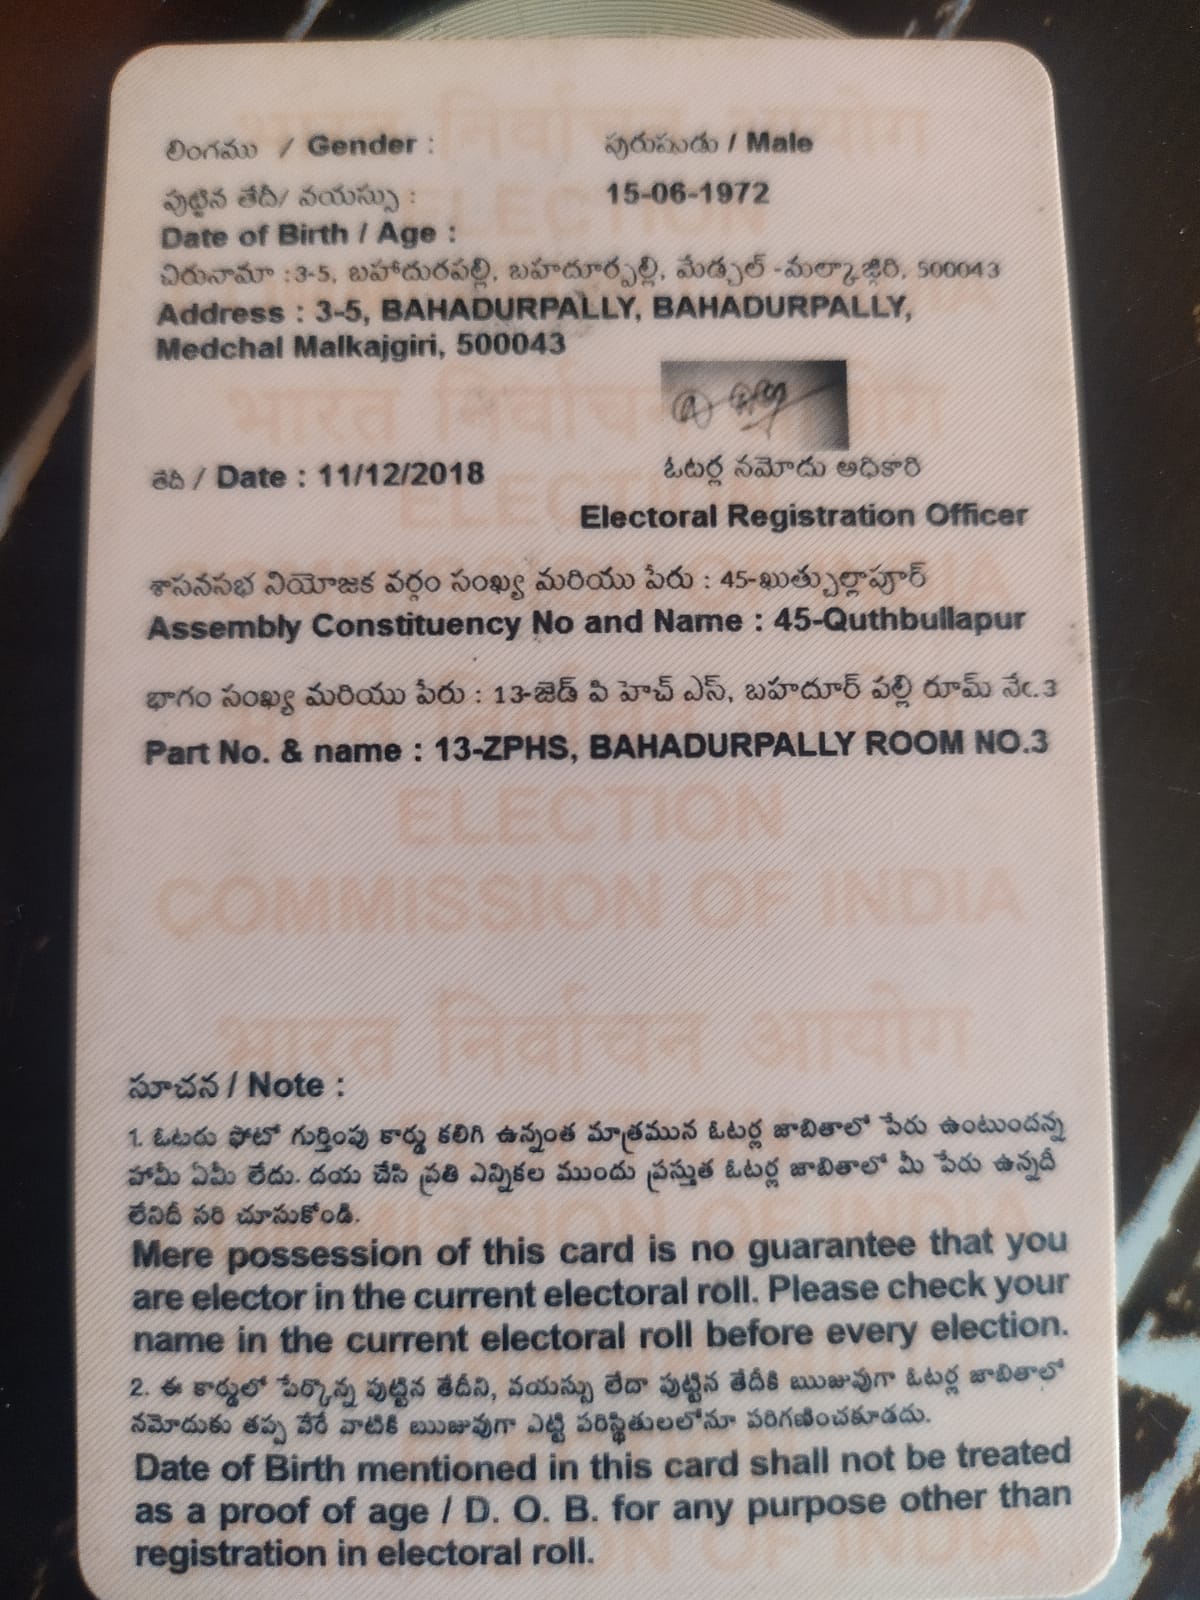 లింగము / Gender : పురుషుడు / Male
పుట్టిన తేదీ/ వయస్సు : 15-06-1972
Date of Birth / Age :
చిరునామా :3-5, బహాదురపల్లి, బహదూర్పల్లి, మేడ్చల్ -మల్కాజ్గిరి, 500043
Address : 3-5, BAHADURPALLY, BAHADURPALLY,
Medchal Malkajgiri, 500043
తేదీ / Date : 11/12/2018
ఓటర్ల నమోదు అధికారి
Electoral Registration Officer
శాసనసభ నియోజక వర్గం సంఖ్య మరియు పేరు : 45-ఖుత్బుల్లాపూర్
Assembly Constituency No and Name : 45-Quthbullapur
భాగం సంఖ్య మరియు పేరు : 13-జెడ్ పి హెచ్ ఎస్, బహదూర్ పల్లి రూమ్ నేం.3
Part No. & name : 13-ZPHS, BAHADURPALLY ROOM NO.3
ELECTION
COMMISSION OF INDIA
भारत निर्वाचन आयोग
సూచన / Note :
1. ఓటరు ఫోటో గుర్తింపు కార్డు కలిగి ఉన్నంత మాత్రమున ఓటర్ల జాబితాలో పేరు ఉంటుందన్న
హామీ ఏమీ లేదు. దయ చేసి ప్రతి ఎన్నికల ముందు ప్రస్తుత ఓటర్ల జాబితాలో మీ పేరు ఉన్నదీ
లేనిదీ సరి చూసుకోండి.
Mere possession of this card is no guarantee that you
are elector in the current electoral roll. Please check your
name in the current electoral roll before every election.
2. ఈ కార్డులో పేర్కొన్న పుట్టిన తేదీని, వయస్సు లేదా పుట్టిన తేదీకి ఋజువుగా ఓటర్ల జాబితాలో
నమోదుకు తప్ప వేరే వాటికి ఋజువుగా ఎట్టి పరిస్థితులలోనూ పరిగణించకూడదు.
Date of Birth mentioned in this card shall not be treated
as a proof of age / D. O. B. for any purpose other than
registration in electoral roll.